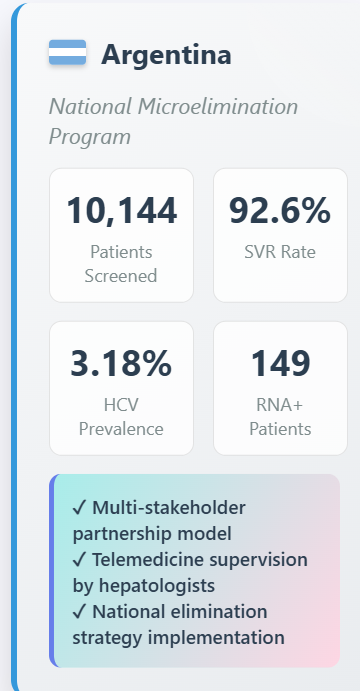 Argentina
National Microelimination
Program
10,144
Patients
Screened
92.6%
SVR Rate
3.18%
HCV
Prevalence
149
RNA+
Patients
✓ Multi-stakeholder
partnership model
✓ Telemedicine supervision
by hepatologists
✓ National elimination
strategy implementation